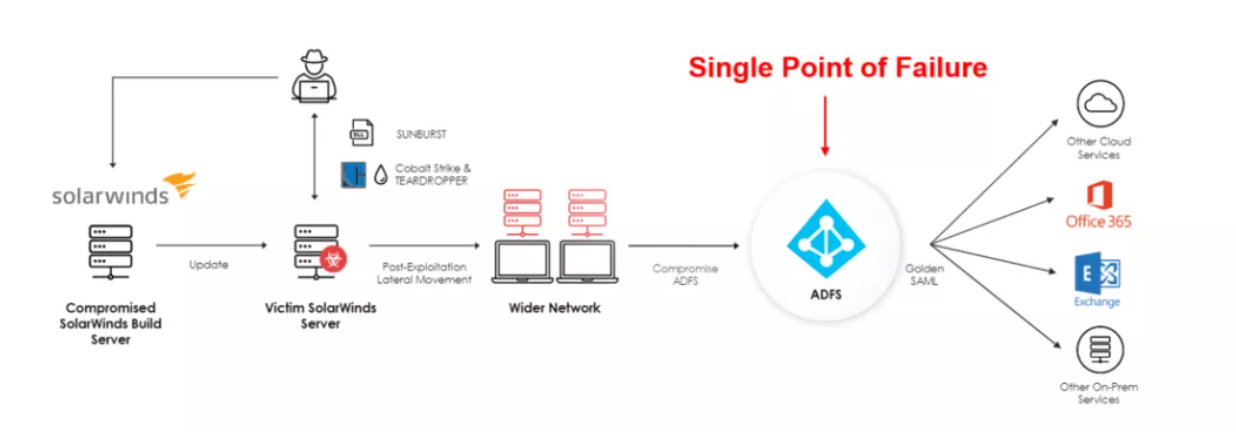 Single Point of Failure
SUNBURST
Cobalt Strike &
TEARDROPPER
solarwinds
Update
Post-Exploitation
Lateral Movement
Compromise
ADFS
ADFS
Golden
SAML
Other Cloud
Services
Office 365
E
Exchange
Other On-Prem
Services
Compromised
SolarWinds Build
Server
Victim SolarWinds
Server
Wider Network